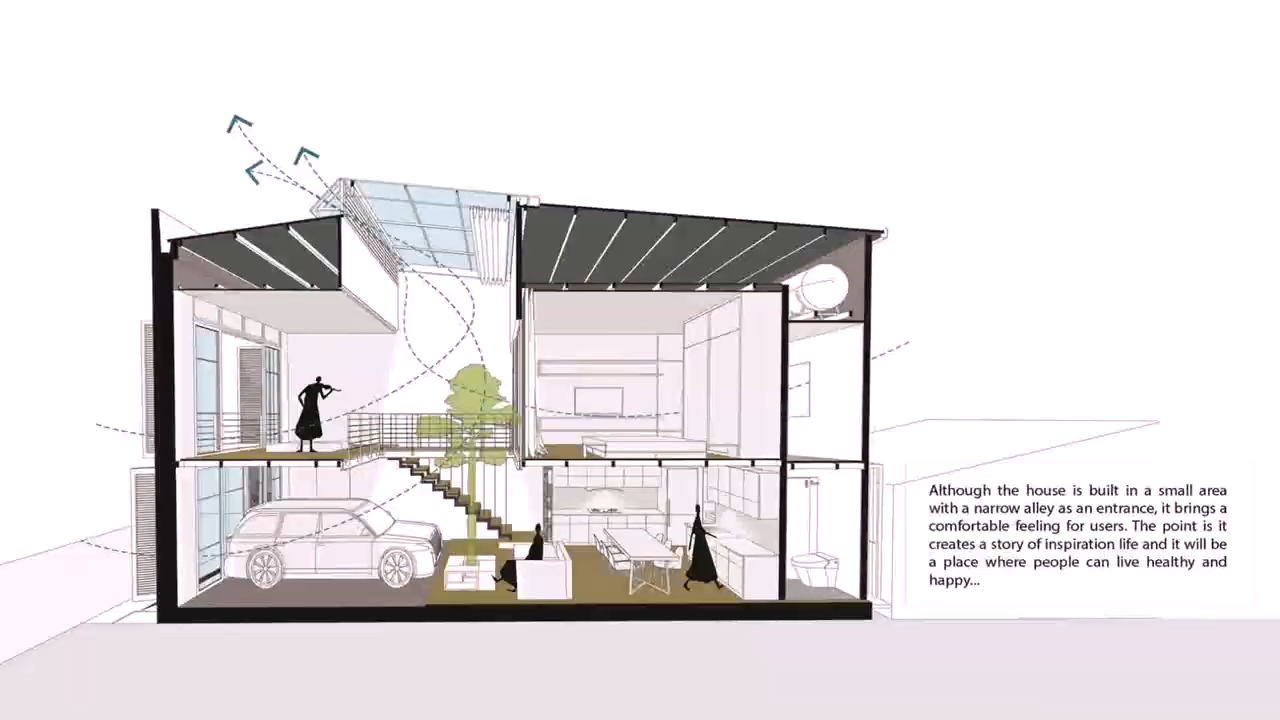 Although the house is built in a small area
with a narrow alley as an entrance, it brings a
comfortable feeling for users. The point is it
creates a story of inspiration life and it will be
a place where people can live healthy and
happy...